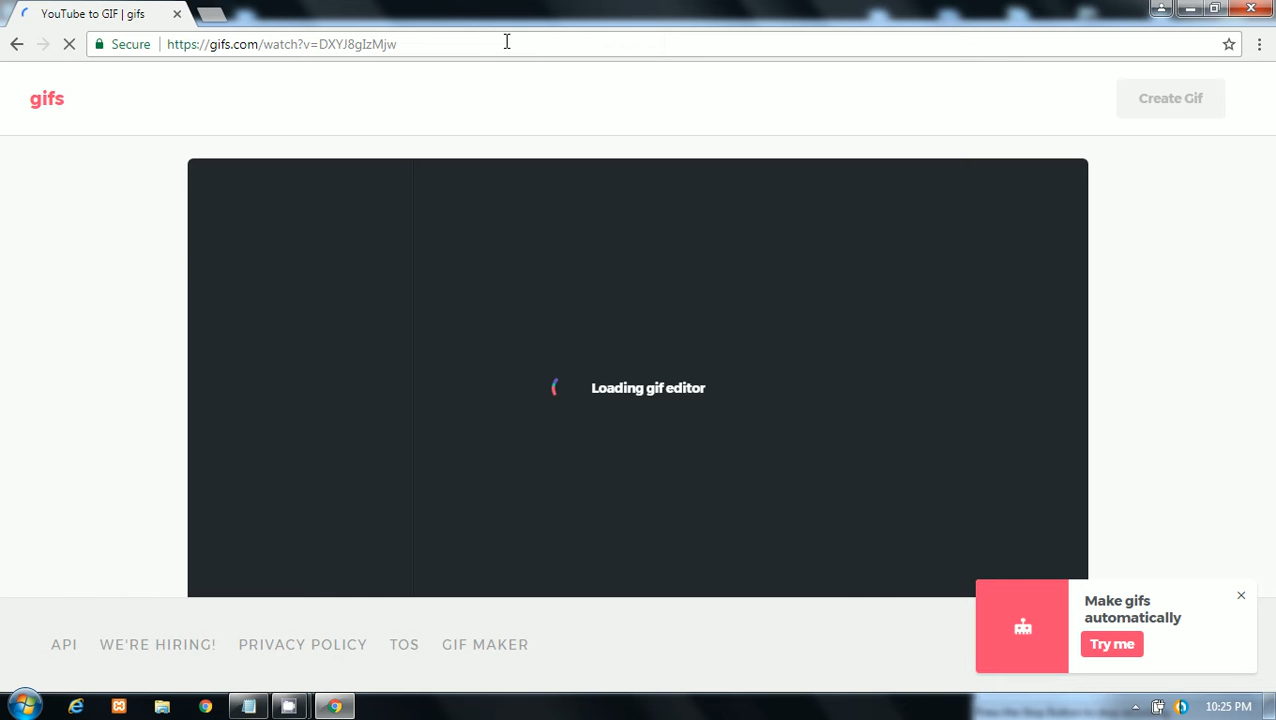 YouTube to GIF | gifs
Secure
https://gifs.com/watch?v=DXYJ8gIzMjw
gifs
Create Gif
Loading gif editor
Make gifs
automatically
Try me
API
WE'RE HIRING!
PRIVACY POLICY
TOS
GIF MAKER
10:25 PM